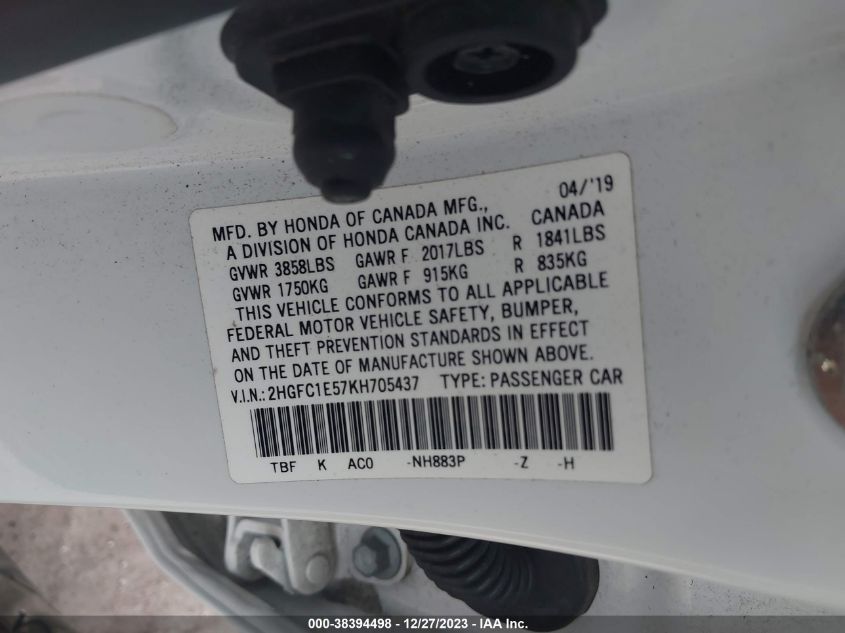 04/'19
MFD. BY HONDA OF CANADA MFG.,
A DIVISION OF HONDA CANADA INC. CANADA
GVWR 3858LBS GAWR F 2017LBS R 1841LBS
GVWR 1750KG GAWR F 915KG R 835KG
THIS VEHICLE CONFORMS TO ALL APPLICABLE
FEDERAL MOTOR VEHICLE SAFETY, BUMPER,
AND THEFT PREVENTION STANDARDS IN EFFECT
ON THE DATE OF MANUFACTURE SHOWN ABOVE.
V.I.N.: 2HGFC1E57KH705437 TYPE: PASSENGER CAR
TBF K AC0 -NH883P -Z -H
000-38394498 - 12/27/2023 - IAA Inc.